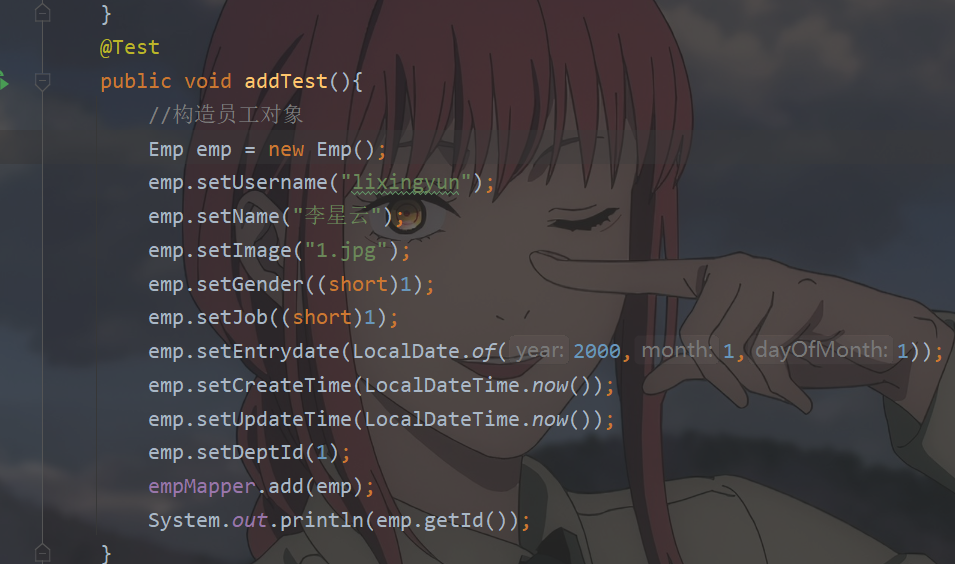 }
@Test
public void addTest(){
//构造员工对象
Emp emp = new Emp();
emp.setUsername("lixingyun");
emp.setName("李星云");
emp.setImage("1.jpg");
emp.setGender((short)1);
emp.setJob((short)1);
emp.setEntrydate(LocalDate.of( year: 2000, month: 1, dayOfMonth: 1));
emp.setCreateTime(LocalDateTime.now());
emp.setUpdateTime(LocalDateTime.now());
emp.setDeptId(1);
empMapper.add(emp);
System.out.println(emp.getId());
}